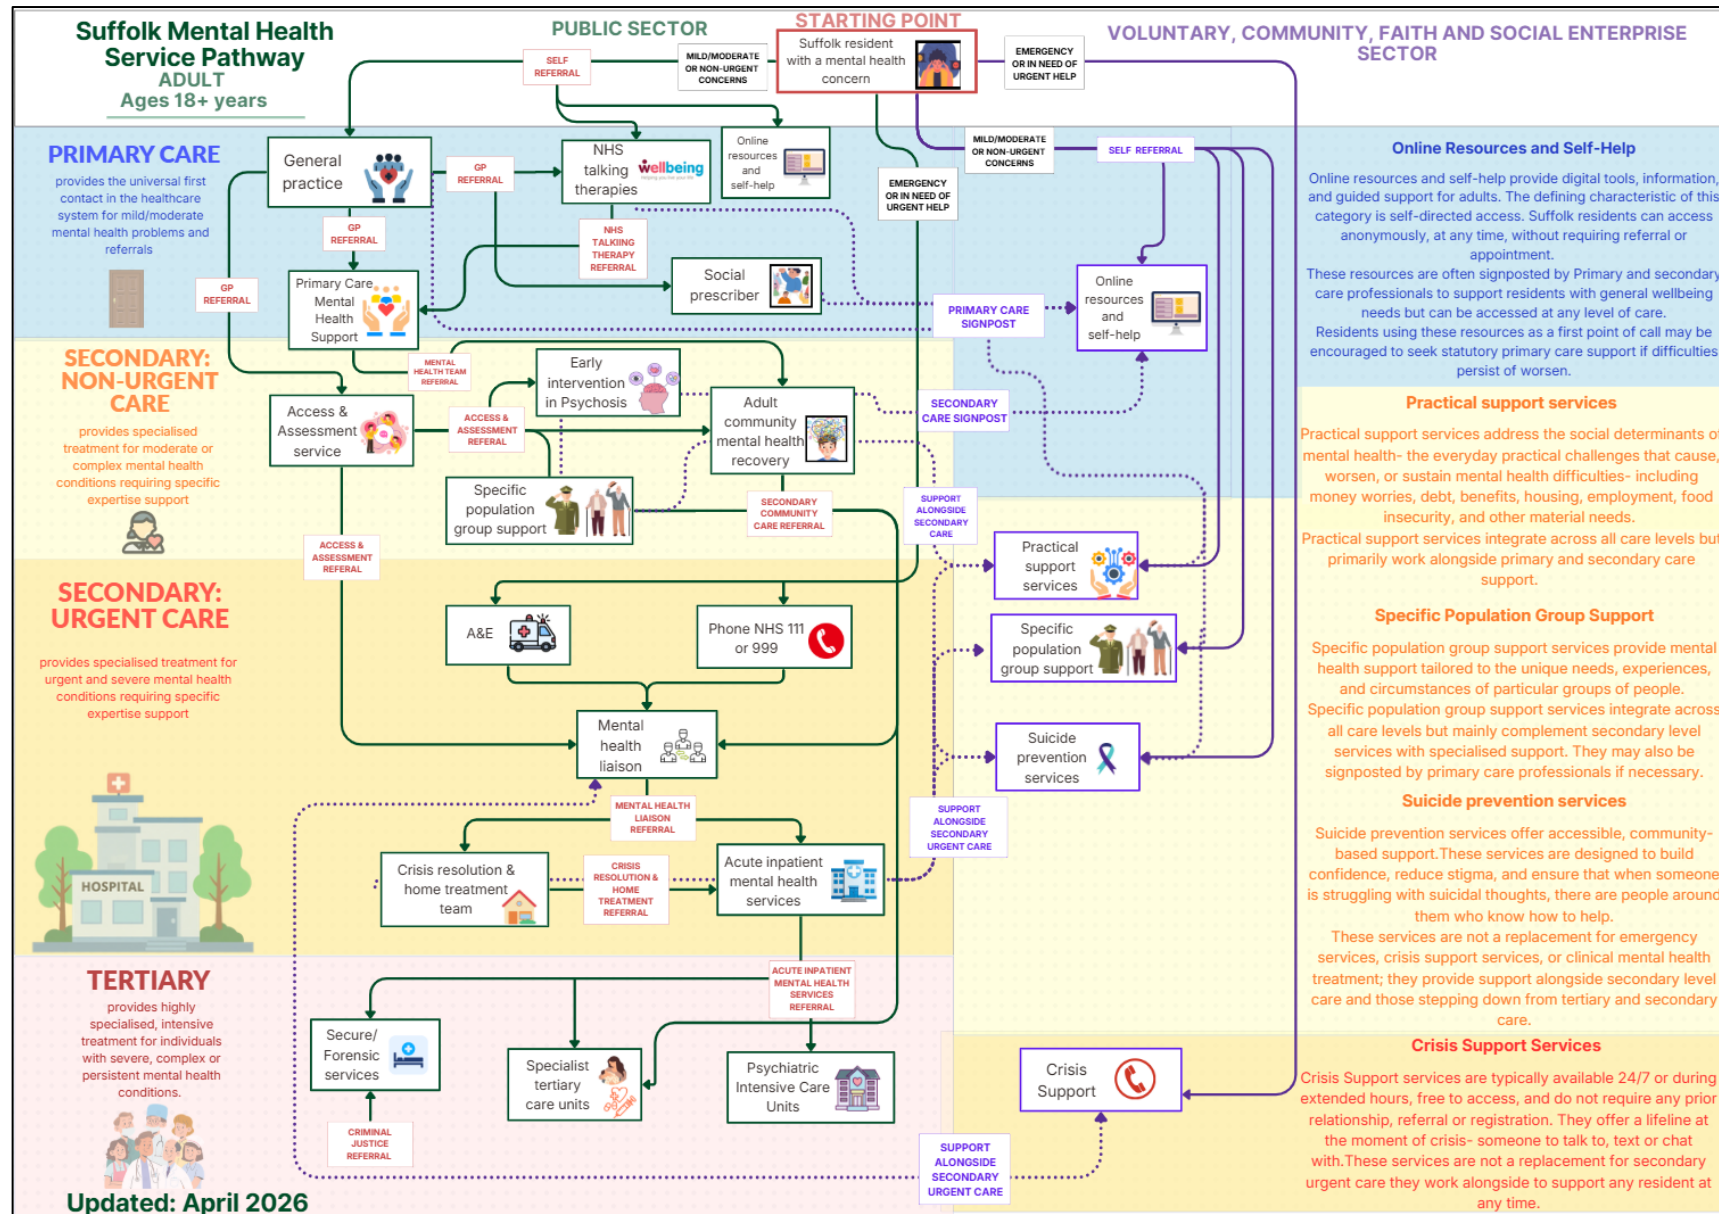 Suffolk Mental Health
Service Pathway
ADULT
Ages 18+ years
PUBLIC SECTOR
STARTING POINT
Suffolk resident
with a mental health
concern
VOLUNTARY, COMMUNITY, FAITH AND SOCIAL ENTERPRISE
SECTOR
SELF
REFERRAL
MILD/MODERATE
OR NON-URGENT
CONCERNS
EMERGENCY
OR IN NEED OF
URGENT HELP
PRIMARY CARE
provides the universal first
contact in the healthcare
system for mild/moderate
mental health problems and
referrals
General
practice
GP
REFERRAL
NHS
talking
therapies
wellbeing
Online
resources
and
self-help
EMERGENCY
OR IN NEED OF
URGENT HELP
MILD/MODERATE
OR NON-URGENT
CONCERNS
SELF REFERRAL
GP
REFERRAL
NHS
TALKIING
THERAPY
REFERRAL
GP
REFERRAL
Primary Care
Mental
Health
Support
Social
prescriber
PRIMARY CARE
SIGNPOST
Online
resources
and
self-help
SECONDARY:
NON-URGENT
CARE
provides specialised
treatment for moderate or
complex mental health
conditions requiring specific
expertise support
MENTAL
HEALTH TEAM
REFERRAL
Early
intervention
in Psychosis
Access &
Assessment
service
ACCESS &
ASSESSMENT
REFERAL
Adult
community
mental health
recovery
SECONDARY
CARE SIGNPOST
Specific
population
group support
SECONDARY
COMMUNITY
CARE REFERRAL
SUPPORT
ALONGSIDE
SECONDARY
CARE
ACCESS &
ASSESSMENT
REFERAL
Practical
support
services
SECONDARY:
URGENT CARE
provides specialised treatment for
urgent and severe mental health
conditions requiring specific
expertise support
A&E
Phone NHS 111
or 999
Specific
population
group support
Mental
health
liaison
Suicide
prevention
services
MENTAL HEALTH
LIAISON
REFERRAL
SUPPORT
ALONGSIDE
SECONDARY
URGENT CARE
HOSPITAL
Crisis resolution &
home treatment
team
CRISIS
RESOLUTION &
HOME
TREATMENT
REFERRAL
Acute inpatient
mental health
services
TERTIARY
provides highly
specialised, intensive
treatment for individuals
with severe, complex or
persistent mental health
conditions.
ACUTE INPATIENT
MENTAL HEALTH
SERVICES
REFERRAL
Secure/
Forensic
services
Specialist
tertiary
care units
Psychiatric
Intensive Care
Units
Crisis
Support
CRIMINAL
JUSTICE
REFERRAL
SUPPORT
ALONGSIDE
SECONDARY
URGENT CARE
Updated: April 2026
Online Resources and Self-Help
Online resources and self-help provide digital tools, information,
and guided support for adults. The defining characteristic of this
category is self-directed access. Suffolk residents can access
anonymously, at any time, without requiring referral or
appointment.
These resources are often signposted by Primary and secondary
care professionals to support residents with general wellbeing
needs but can be accessed at any level of care.
Residents using these resources as a first point of call may be
encouraged to seek statutory primary care support if difficulties
persist of worsen.
Practical support services
Practical support services address the social determinants of
mental health- the everyday practical challenges that cause,
worsen, or sustain mental health difficulties- including
money worries, debt, benefits, housing, employment, food
insecurity, and other material needs.
Practical support services integrate across all care levels but
primarily work alongside primary and secondary care
support.
Specific Population Group Support
Specific population group support services provide mental
health support tailored to the unique needs, experiences,
and circumstances of particular groups of people.
Specific population group support services integrate across
all care levels but mainly complement secondary level
services with specialised support. They may also be
signposted by primary care professionals if necessary.
Suicide prevention services
Suicide prevention services offer accessible, community-
based support.These services are designed to build
confidence, reduce stigma, and ensure that when someone
is struggling with suicidal thoughts, there are people around
them who know how to help.
These services are not a replacement for emergency
services, crisis support services, or clinical mental health
treatment; they provide support alongside secondary level
care and those stepping down from tertiary and secondary
care.
Crisis Support Services
Crisis Support services are typically available 24/7 or during
extended hours, free to access, and do not require any prior
relationship, referral or registration. They offer a lifeline at
the moment of crisis- someone to talk to, text or chat
with.These services are not a replacement for secondary
urgent care they work alongside to support any resident at
any time.